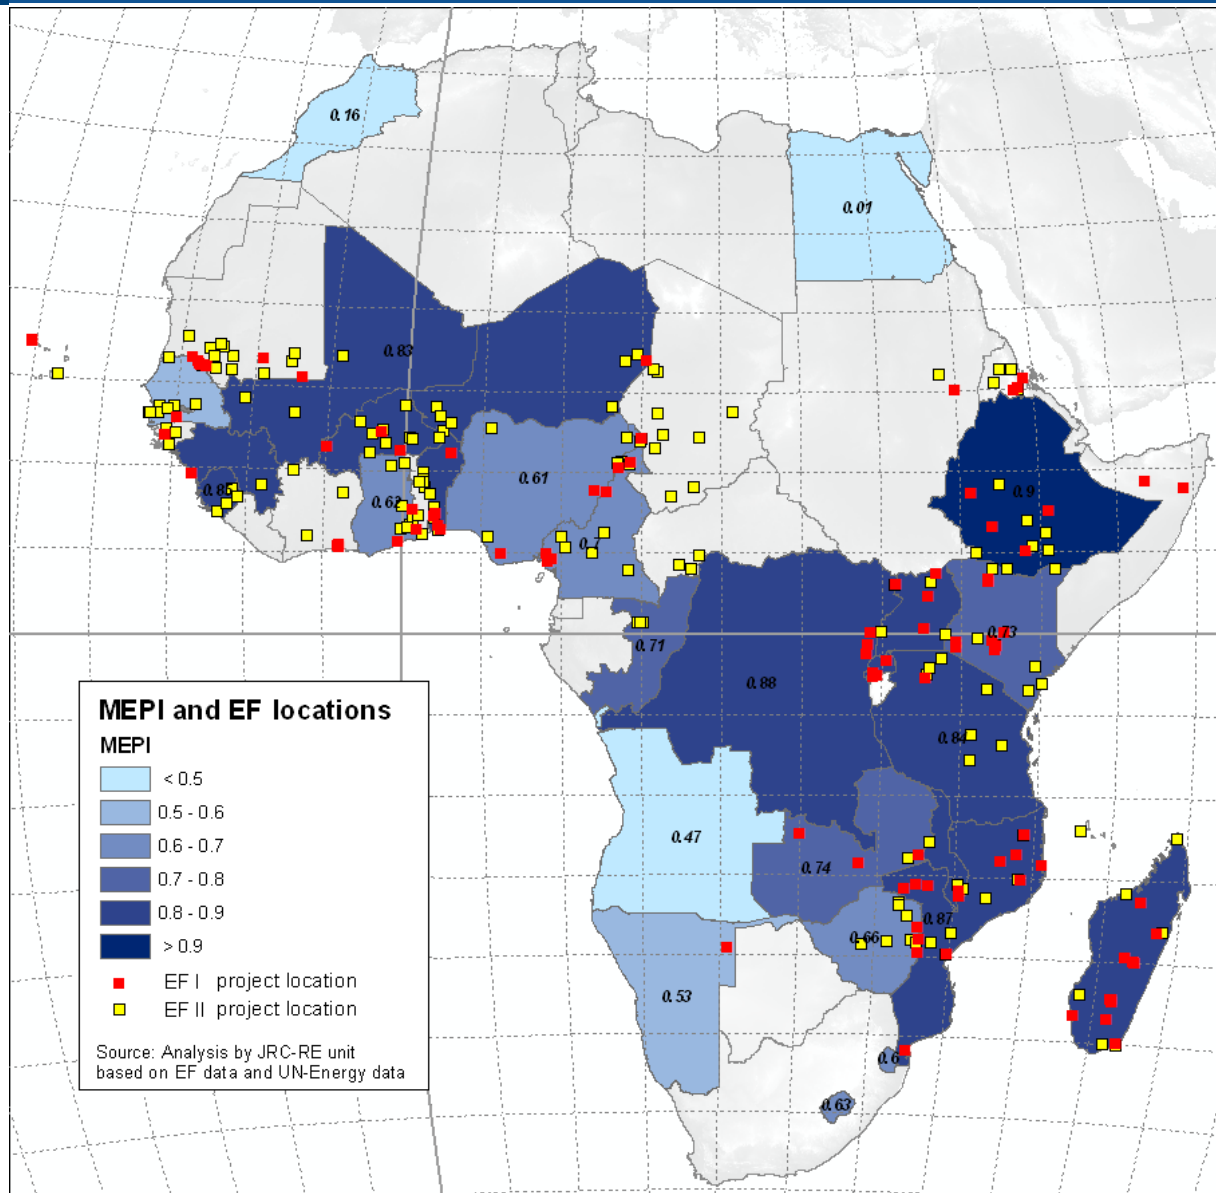 0.16
0.01
0.83
0.61
0.9
0.62
0.7
0.73
0.71
0.88
0.84
MEPI and EF locations
MEPI
< 0.5
0.5 - 0.6
0.6 - 0.7
0.7 - 0.8
0.8 - 0.9
> 0.9
EF I project location
EF II project location
Source: Analysis by JRC-RE unit
based on EF data and UN-Energy data
0.47
0.74
0.87
0.66
0.53
0.6
0.63